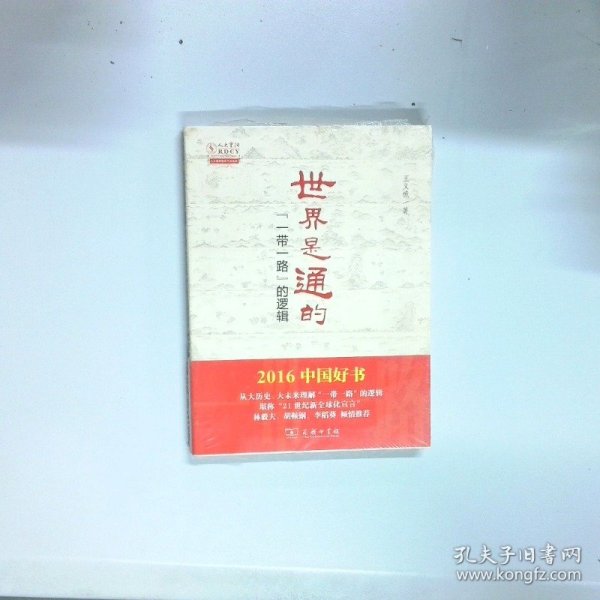 人大重阳
RDCY
世界是通的
“一带一路”的逻辑
王义桅 著
2016 中国好书
从大历史 大未来理解“一带一路”的逻辑
堪称“21世纪新全球化宣言”
林毅夫、胡鞍钢、李稻葵 倾情推荐
商务印书馆
孔夫子旧书网
www.kongfz.com